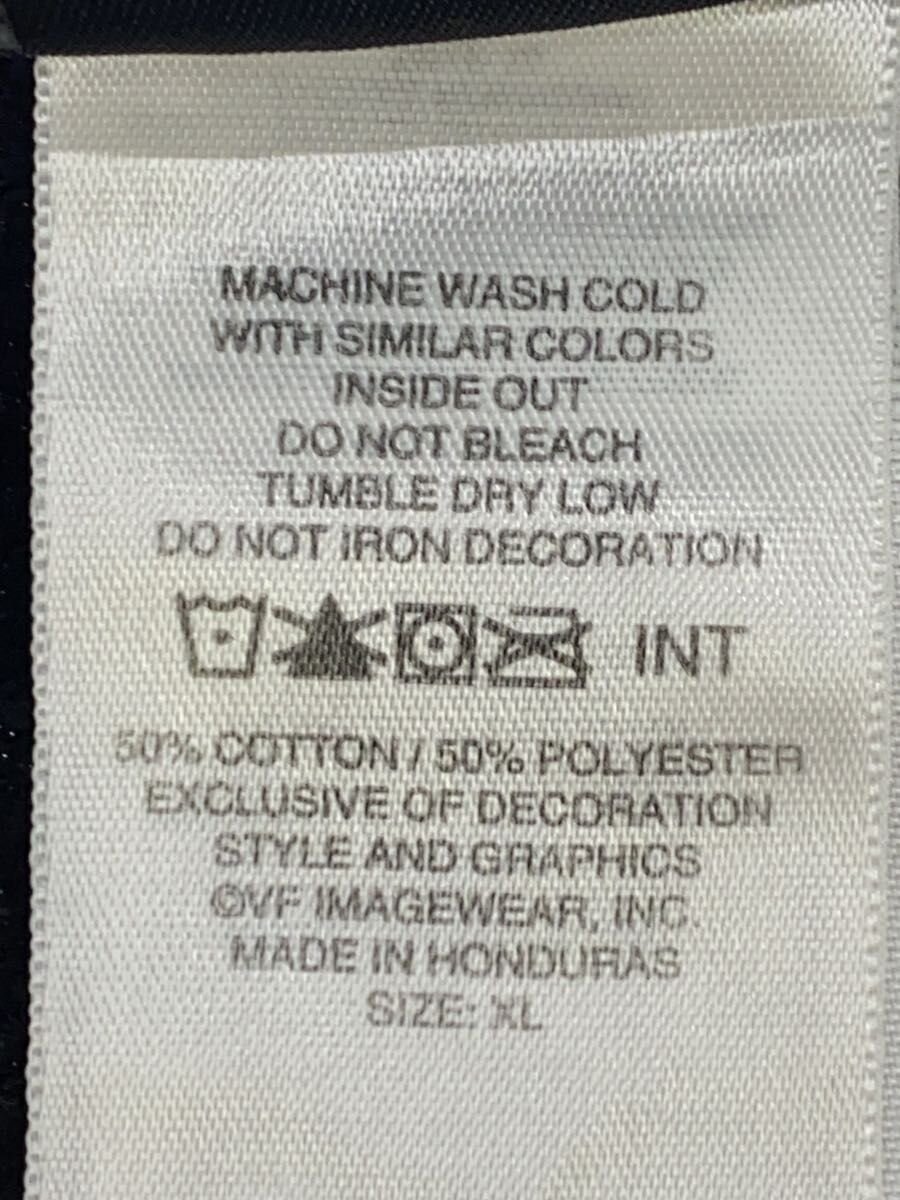 MACHINE WASH COLD
WITH SIMILAR COLORS
INSIDE OUT
DO NOT BLEACH
TUMBLE DRY LOW
DO NOT IRON DECORATION
INT
50% COTTON / 50% POLYESTER
EXCLUSIVE OF DECORATION
STYLE AND GRAPHICS
©VF IMAGEWEAR, INC.
MADE IN HONDURAS
SIZE: XL